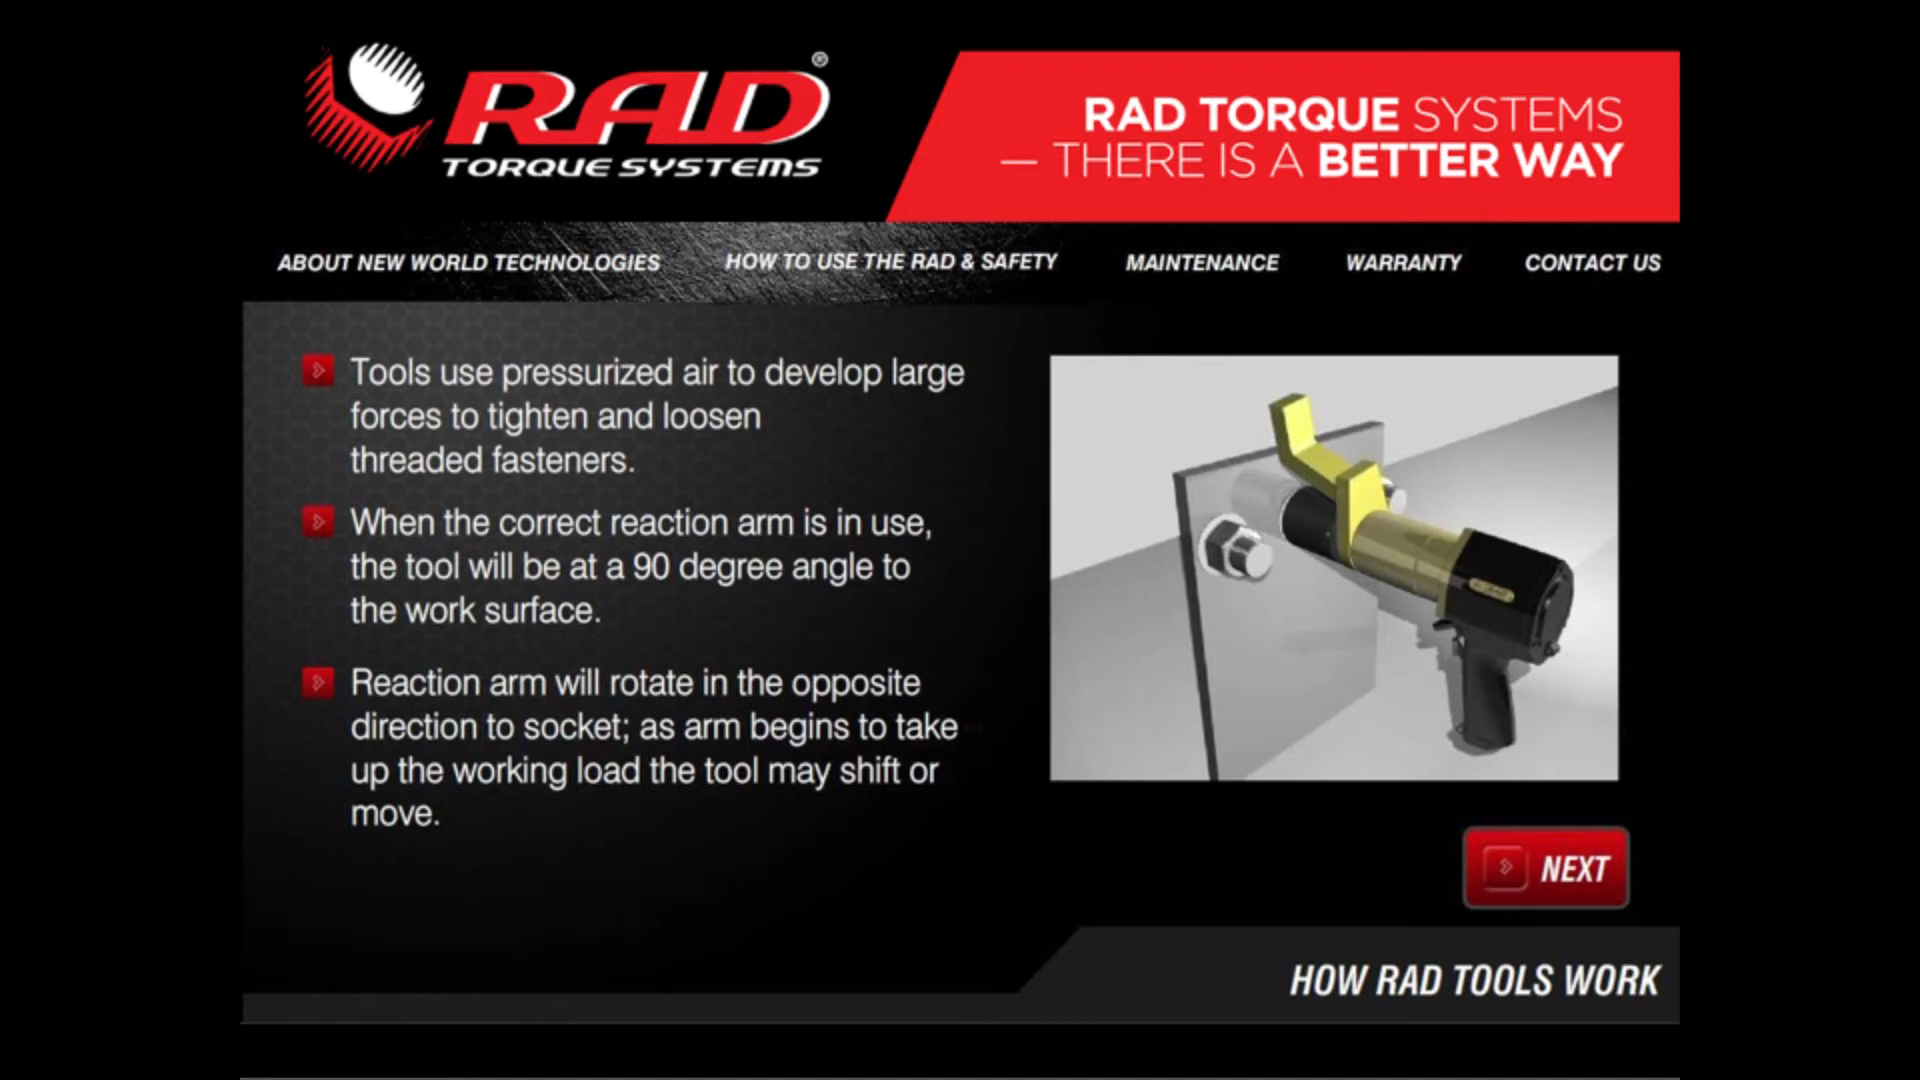 RAD®
TORQUE SYSTEMS
RAD TORQUE SYSTEMS
— THERE IS A BETTER WAY
ABOUT NEW WORLD TECHNOLOGIES HOW TO USE THE RAD & SAFETY MAINTENANCE WARRANTY CONTACT US
Tools use pressurized air to develop large
forces to tighten and loosen
threaded fasteners.
When the correct reaction arm is in use,
the tool will be at a 90 degree angle to
the work surface.
Reaction arm will rotate in the opposite
direction to socket; as arm begins to take
up the working load the tool may shift or
move.
NEXT
HOW RAD TOOLS WORK